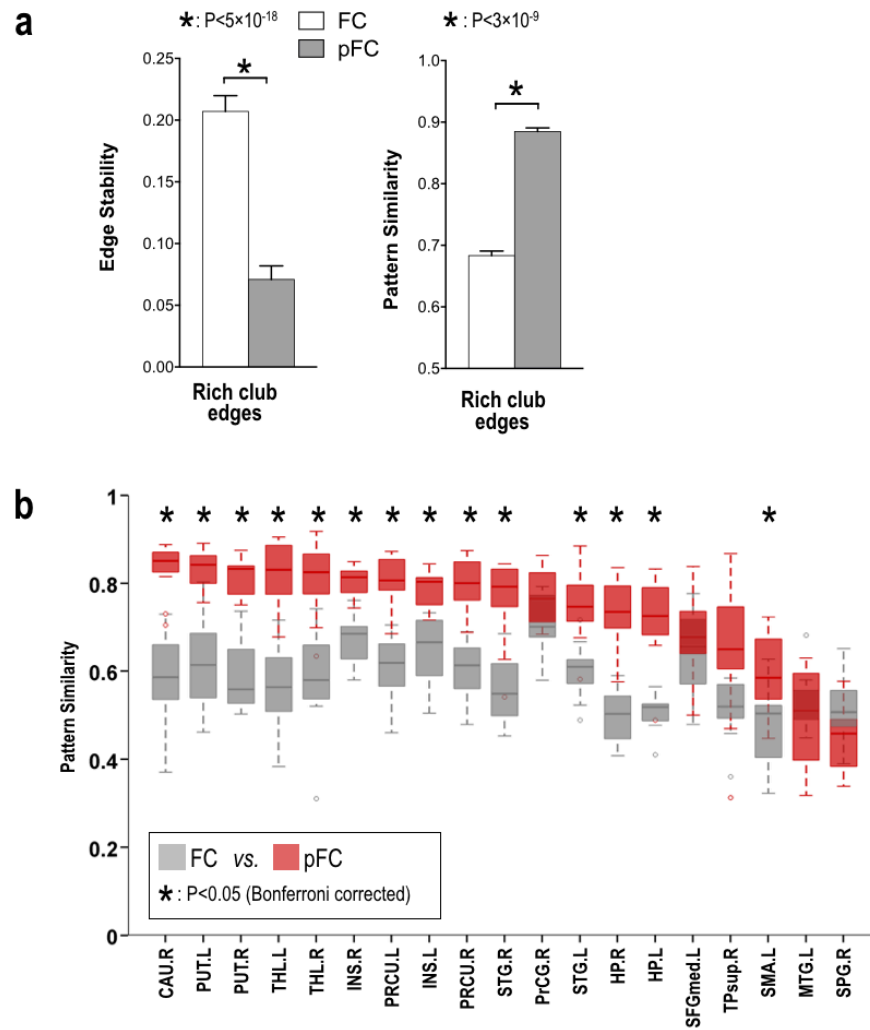 a
*: P<5×10-18
FC
pFC
*: P<3×10-9
Edge Stability
0.25
0.20
0.15
0.10
0.05
0.00
*
Rich club
edges
Pattern Similarity
1.0
0.9
0.8
0.7
0.6
0.5
*
Rich club
edges
b
Pattern Similarity
1
0.8
0.6
0.4
0.2
0
* * * * * * * * * * * * * *
FC vs. pFC
*: P<0.05 (Bonferroni corrected)
CAU.R
PUT.L
PUT.R
THL.L
THL.R
INS.R
PRCU.L
INS.L
PRCU.R
STG.R
PrCG.R
STG.L
HP.R
HP.L
SFGmed.L
TPsup.R
SMA.L
MTG.L
SPG.R